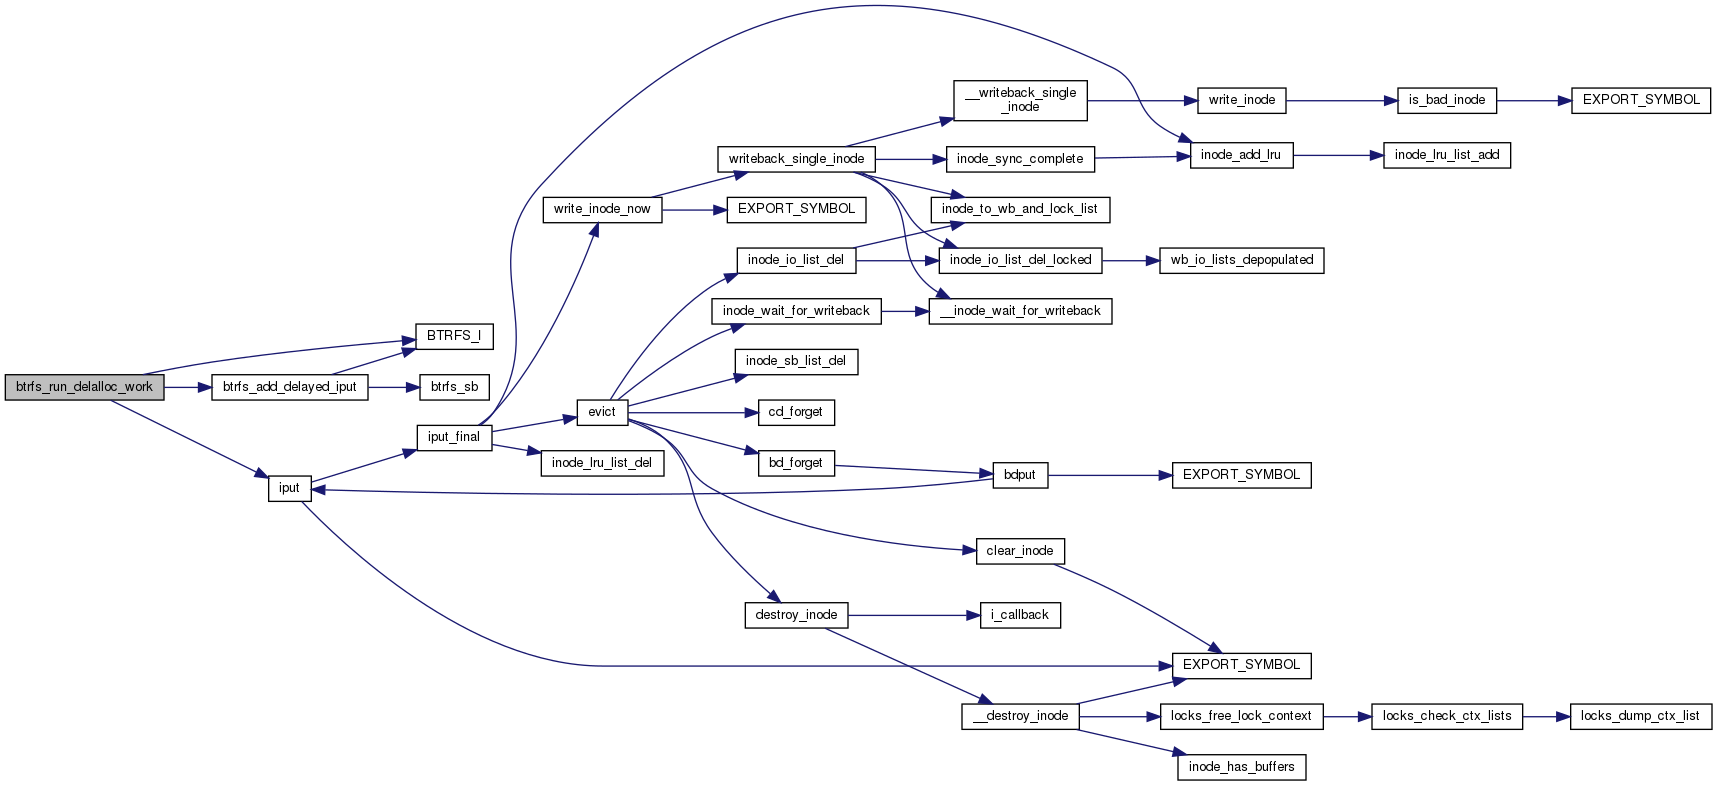 __writeback_single
_inode
write_inode
is_bad_inode
EXPORT_SYMBOL
writeback_single_inode
inode_sync_complete
inode_add_lru
inode_lru_list_add
write_inode_now
EXPORT_SYMBOL
inode_to_wb_and_lock_list
inode_io_list_del
inode_io_list_del_locked
wb_io_lists_depopulated
inode_wait_for_writeback
__inode_wait_for_writeback
BTRFS_I
inode_sb_list_del
btrfs_run_delalloc_work
btrfs_add_delayed_iput
btrfs_sb
evict
cd_forget
iput_final
inode_lru_list_del
bd_forget
bdput
EXPORT_SYMBOL
iput
clear_inode
destroy_inode
i_callback
EXPORT_SYMBOL
__destroy_inode
locks_free_lock_context
locks_check_ctx_lists
locks_dump_ctx_list
inode_has_buffers